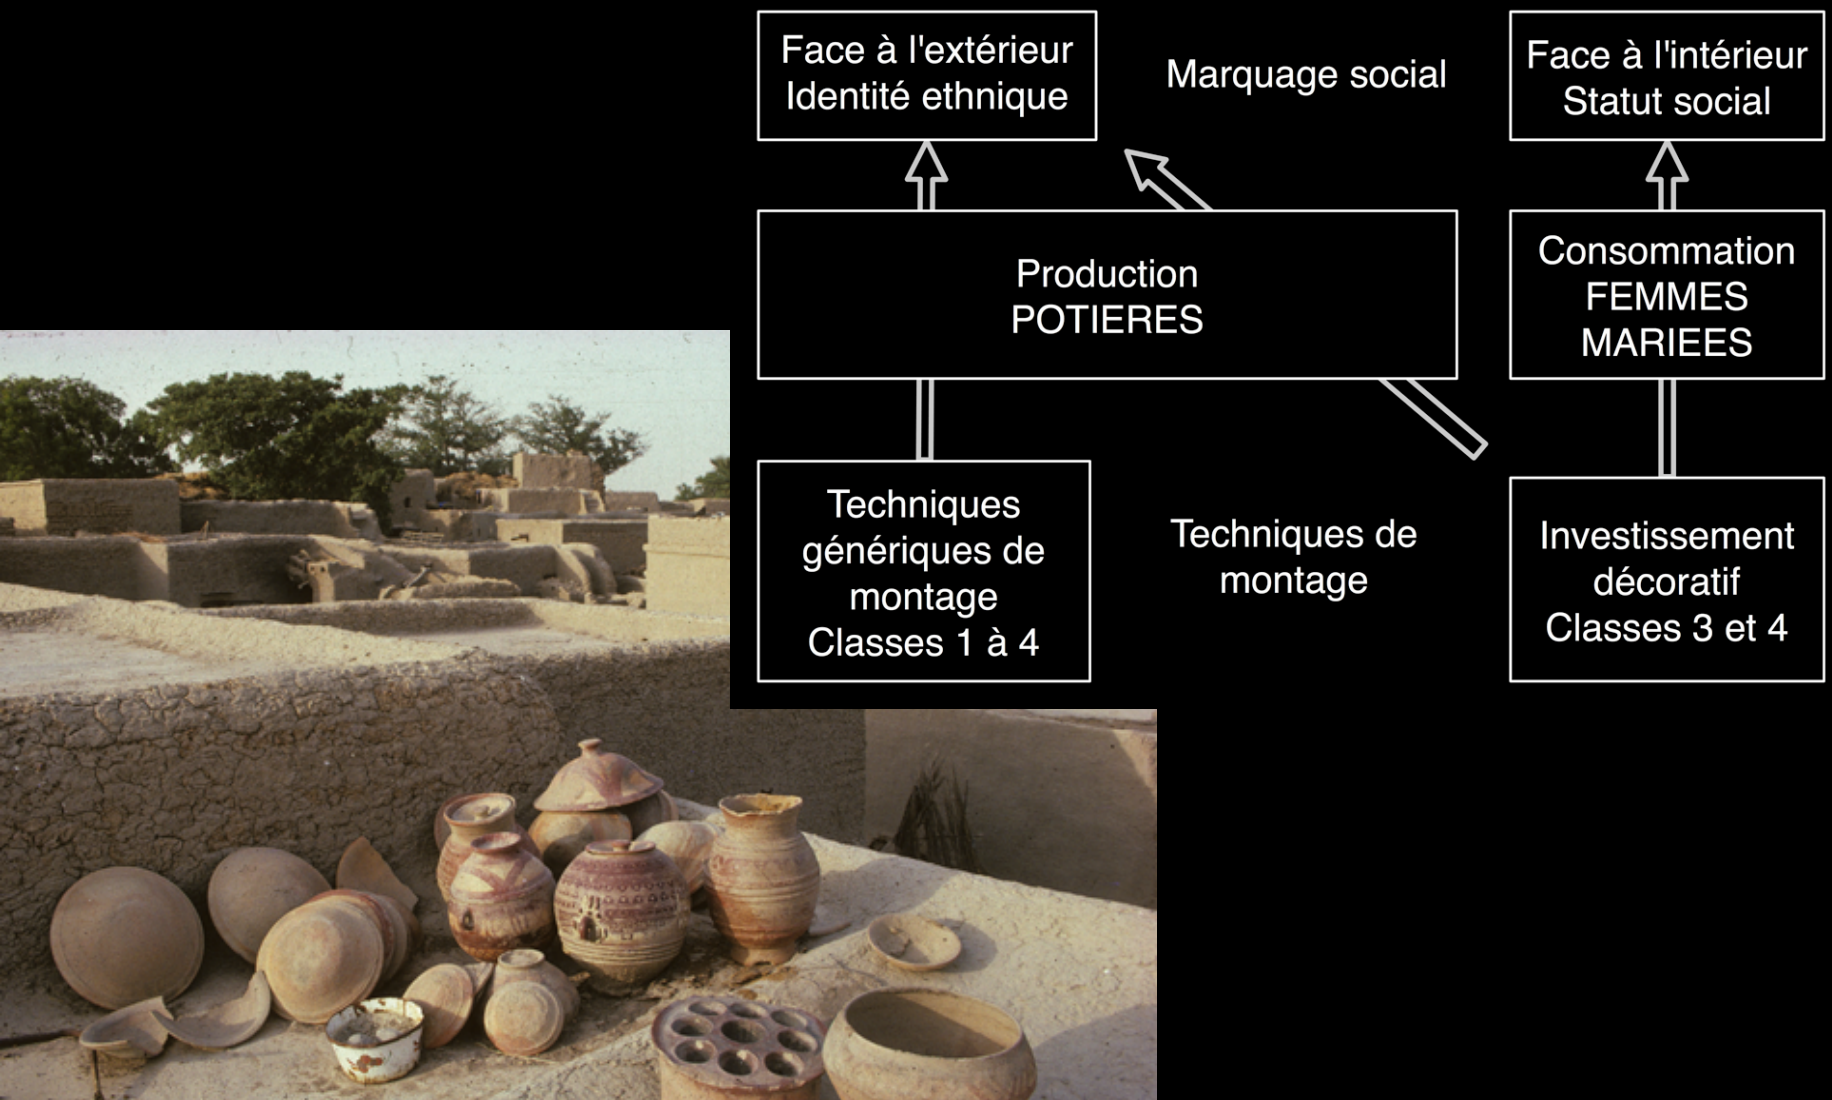 Face à l'extérieur
Identité ethnique
Marquage social
Face à l'intérieur
Statut social
Production
POTIERES
Consommation
FEMMES
MARIEES
Techniques
génériques de
montage
Classes 1 à 4
Techniques de
montage
Investissement
décoratif
Classes 3 et 4